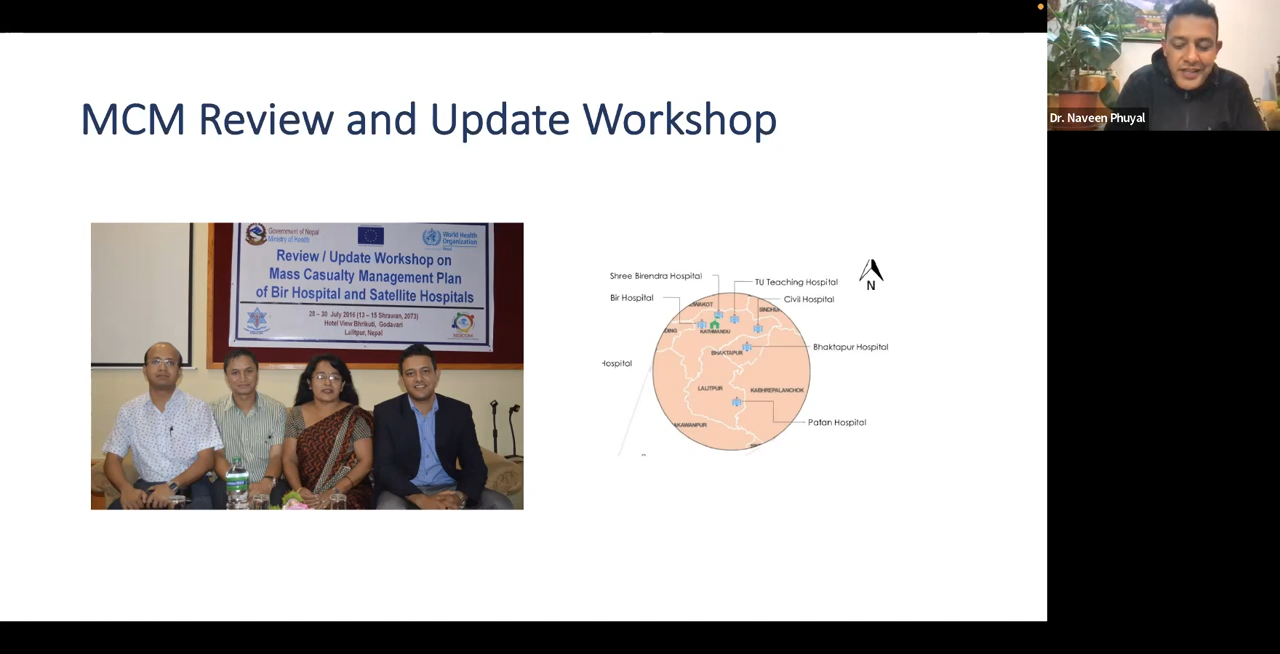 MCM Review and Update Workshop
Government of Nepal
Ministry of Health
World Health
Organization
Review / Update Workshop on
Mass Casualty Management Plan
of Bir Hospital and Satellite Hospitals
28 - 30 July 2016 (13 - 15 Shrawan, 2073)
Hotel View Bhrikuti, Godavari
Lalitpur, Nepal
Shree Birendra Hospital
TU Teaching Hospital
Bir Hospital
Civil Hospital
KATHMANDU
BHAKTAPUR
Bhaktapur Hospital
Hospital
LALITPUR
KABHREPALANCHOK
Patan Hospital
AKAWANPUR
N
Dr. Naveen Phuyal